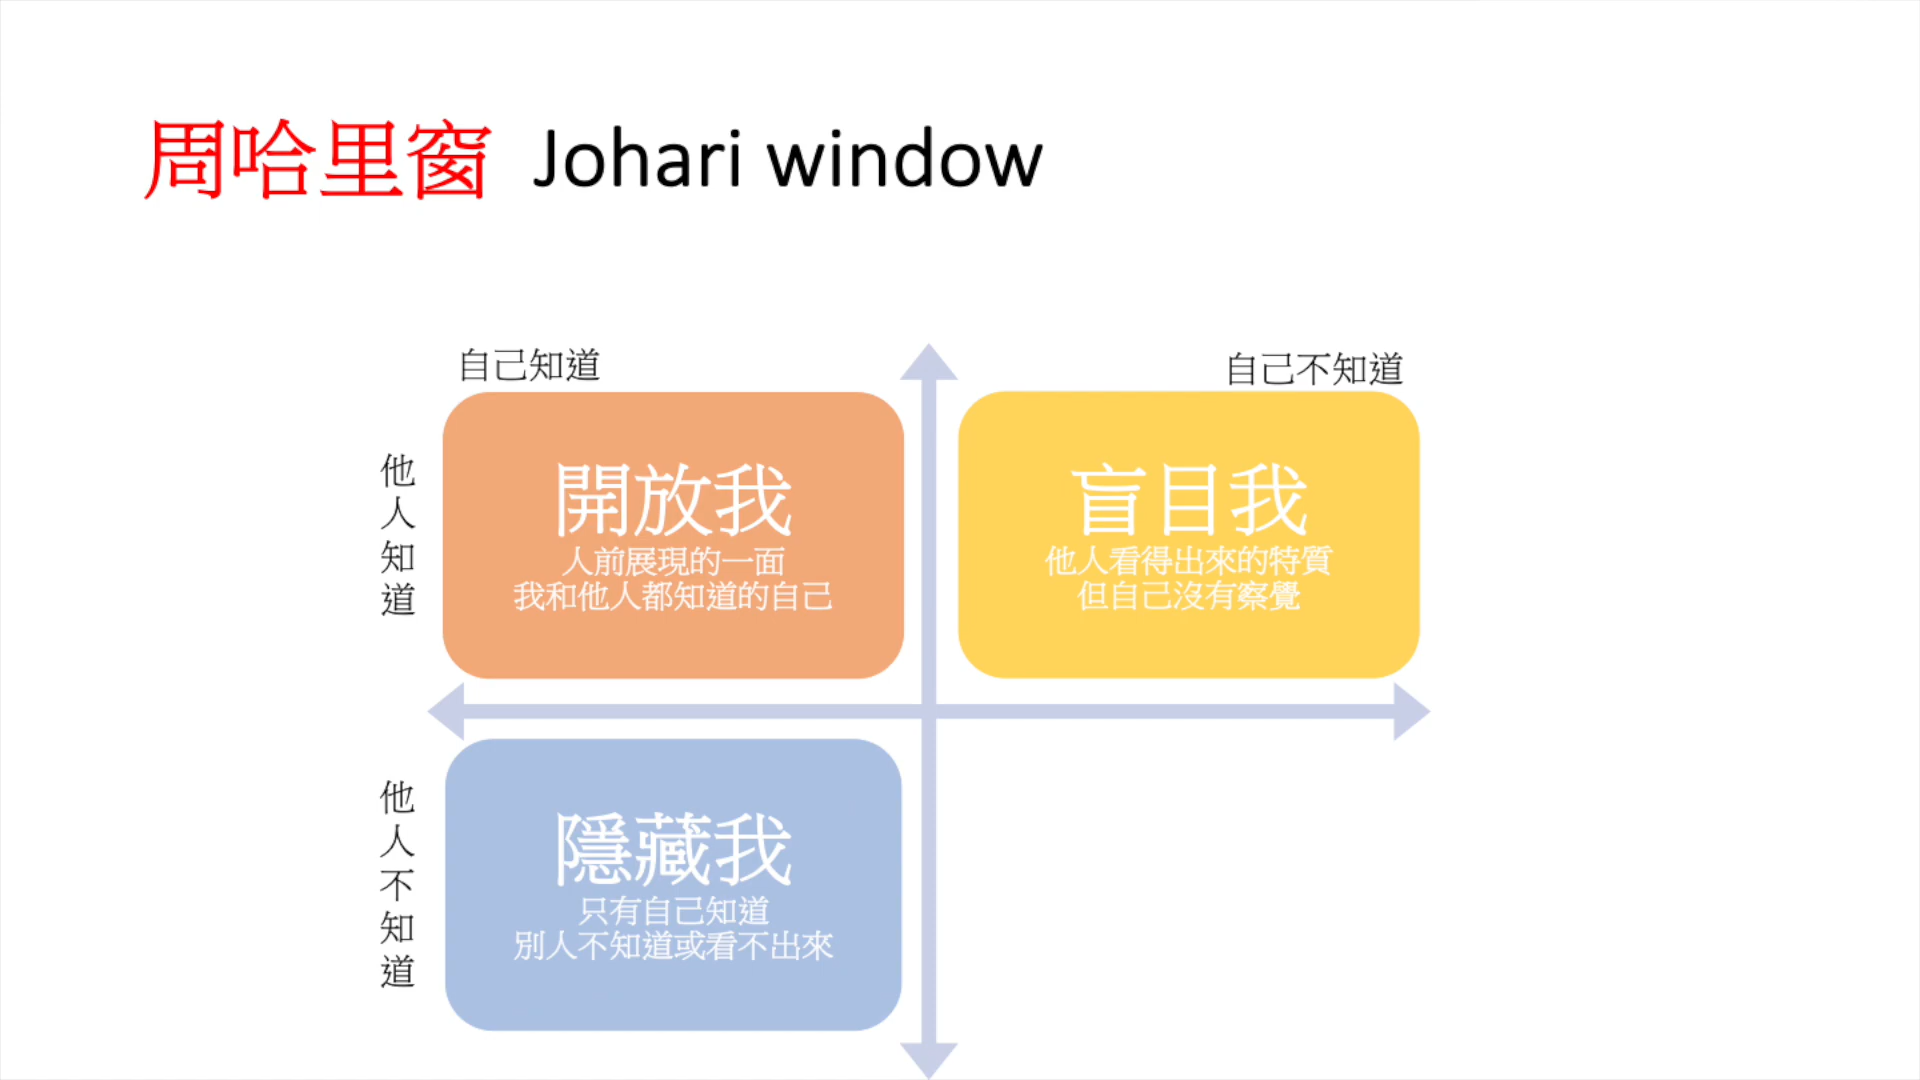 周哈里窗 Johari window
自己知道
自己不知道
他人知道
開放我
人前展現的一面
我和他人都知道的自己
盲目我
他人看得出來的特質
但自己沒有察覺
他人不知道
隱藏我
只有自己知道
別人不知道或看不出來